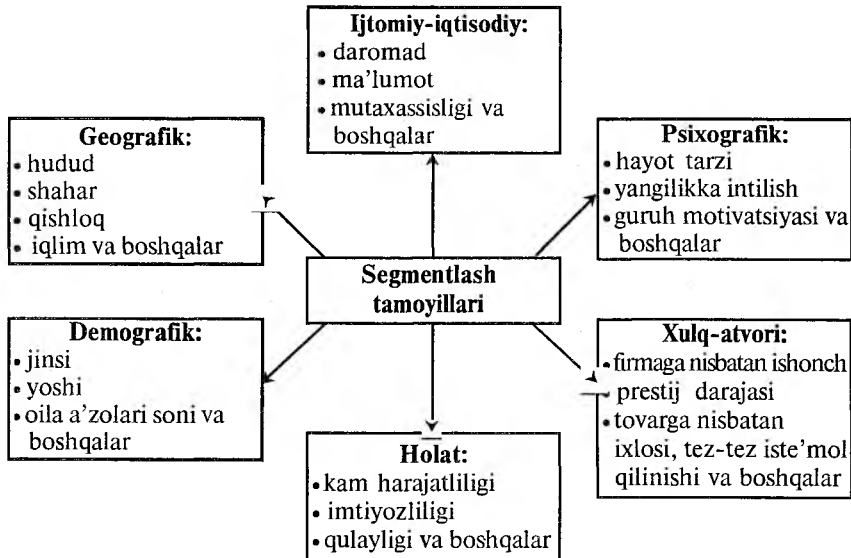 Ijtomiy-iqtisodiy:
• daromad
• ma’lumot
• mutaxassisligi va
boshqalar
Geografik:
• hudud
• shahar
• qishloq
• iqlim va boshqalar
Psixografik:
• hayot tarzi
• yangilikka intilish
• guruh motivatsiyasi va
boshqalar
Segmentlash
tamoyillari
Demografik:
• jinsi
• yoshi
• oila a’zolari soni va
boshqalar
Xulq-atvori:
• firmaga nisbatan ishonch
• prestij darajasi
• tovarga nisbatan
ixlosi, tez-tez iste’mol
qilinishi va boshqalar
Holat:
• kam harajatliligi
• imtiyozliligi
• qulayligi va boshqalar